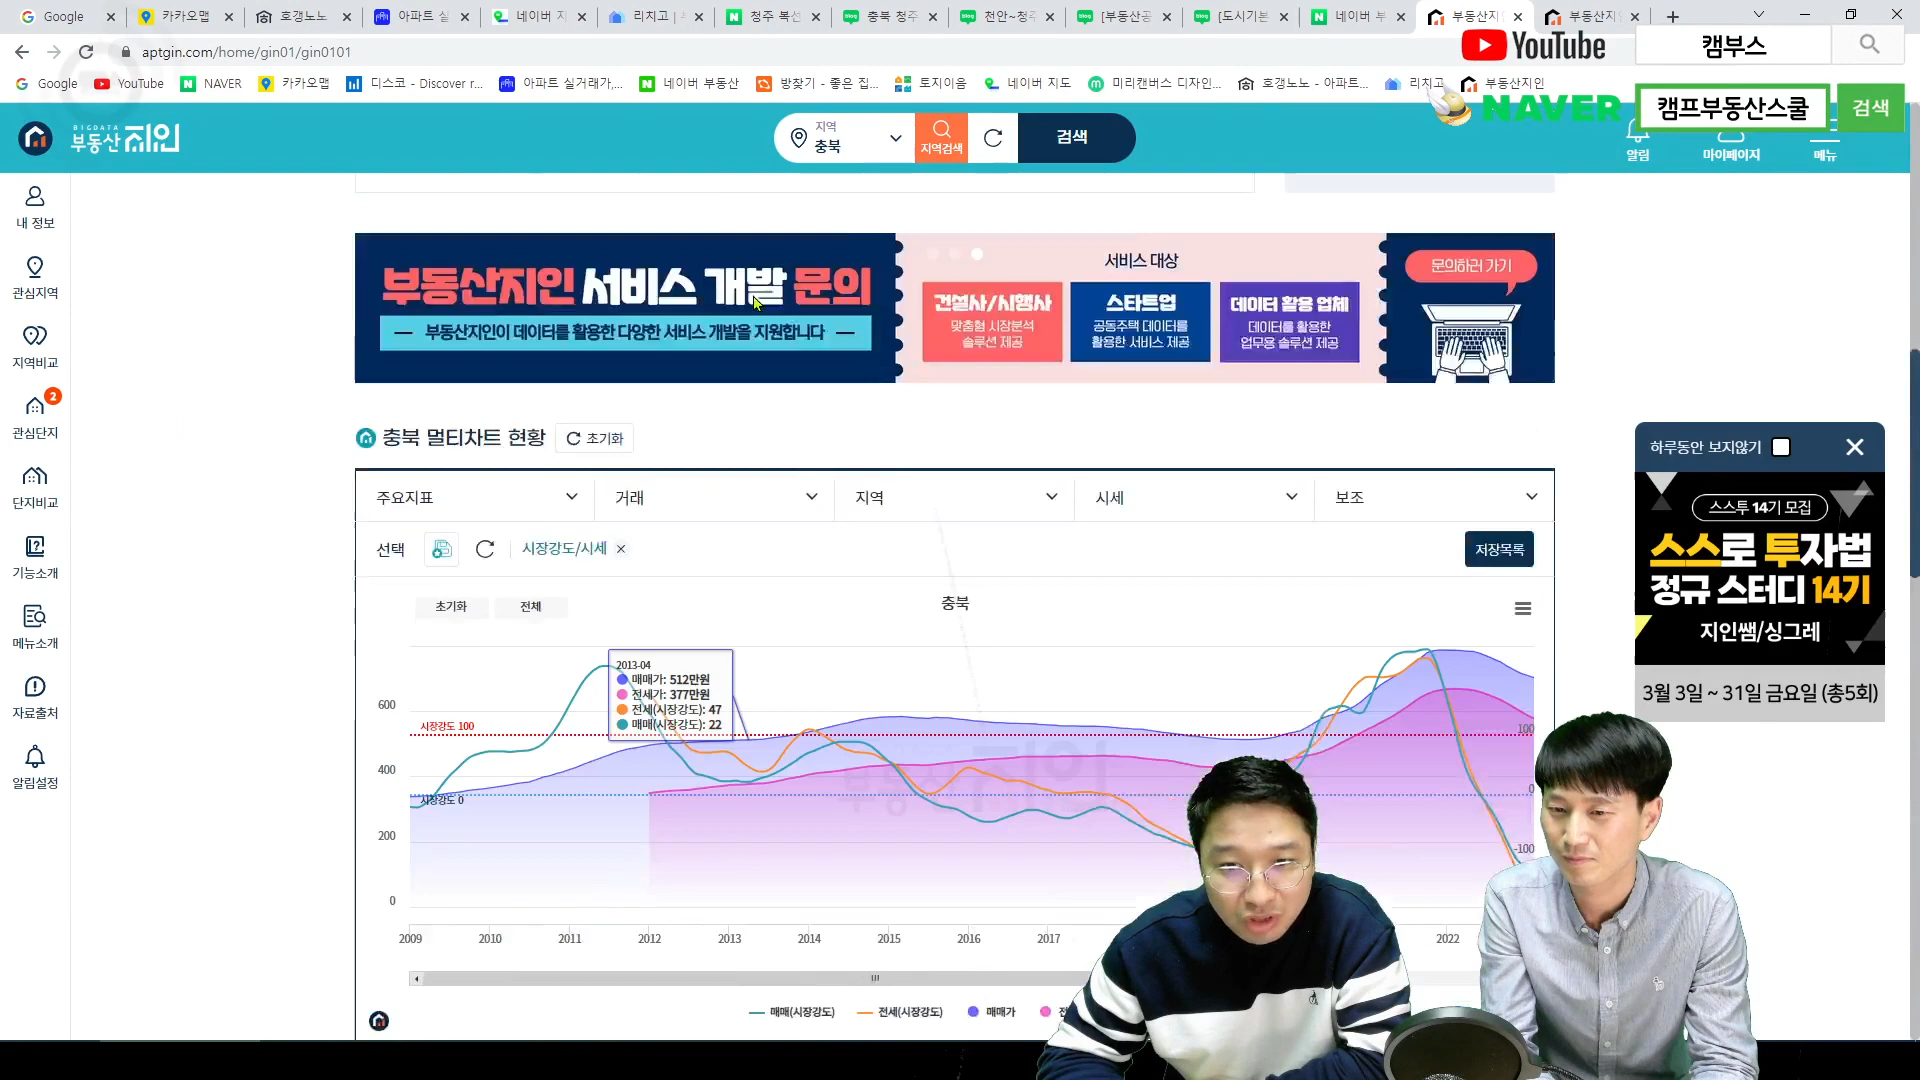 Google
카카오맵
호갱노노
아파트 실
네이버 지
리치고 | 부
청주 복선
충북 청주
천안~청주
[부동산공
[도시기본
네이버 부
부동산지인
부동산지인
aptgin.com/home/gin01/gin0101
YouTube
캠부스
Google
YouTube
NAVER
카카오맵
디스코 - Discover r...
아파트 실거래가,...
네이버 부동산
방찾기 - 좋은 집...
토지이음
네이버 지도
미리캔버스 디자인...
호갱노노 - 아파트...
리치고
부동산지인
NAVER
캠프부동산스쿨
검색
BIGDATA
부동산 지인
지역
충북
지역검색
검색
알림
마이페이지
메뉴
내 정보
관심지역
지역비교
2
관심단지
단지비교
기능소개
메뉴소개
자료출처
알림설정
부동산지인 서비스 개발 문의
부동산지인이 데이터를 활용한 다양한 서비스 개발을 지원합니다
서비스 대상
건설사/시행사
맞춤형 시장분석
솔루션 제공
스타트업
공동주택 데이터를
활용한 서비스 제공
데이터 활용 업체
데이터를 활용한
업무용 솔루션 제공
문의하러 가기
충북 멀티차트 현황
초기화
주요지표
거래
지역
시세
보조
선택
시장강도/시세
저장목록
초기화
전체
충북
2013-04
매매가: 512만원
전세가: 377만원
전세(시장강도): 47
매매(시장강도): 22
시장강도 100
시장강도 0
600
400
200
0
100
0
-100
부동산 지인
2009
2010
2011
2012
2013
2014
2015
2016
2017
2022
매매(시장강도)
전세(시장강도)
매매가
하루동안 보지않기
스스투 14기 모집
스스로 투자법
정규 스터디 14기
지인쌤/싱그레
3월 3일 ~ 31일 금요일 (총5회)